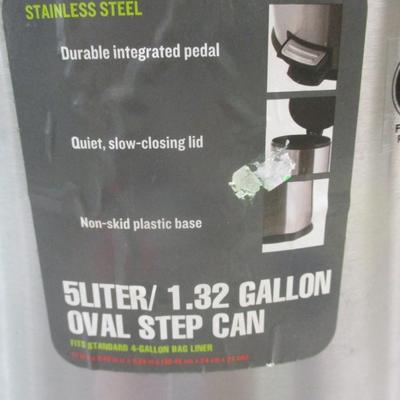 STAINLESS STEEL
Durable integrated pedal
Quiet, slow-closing lid
Non-skid plastic base
5LITER/ 1.32 GALLON
OVAL STEP CAN
FITS STANDARD 4-GALLON BAG LINER